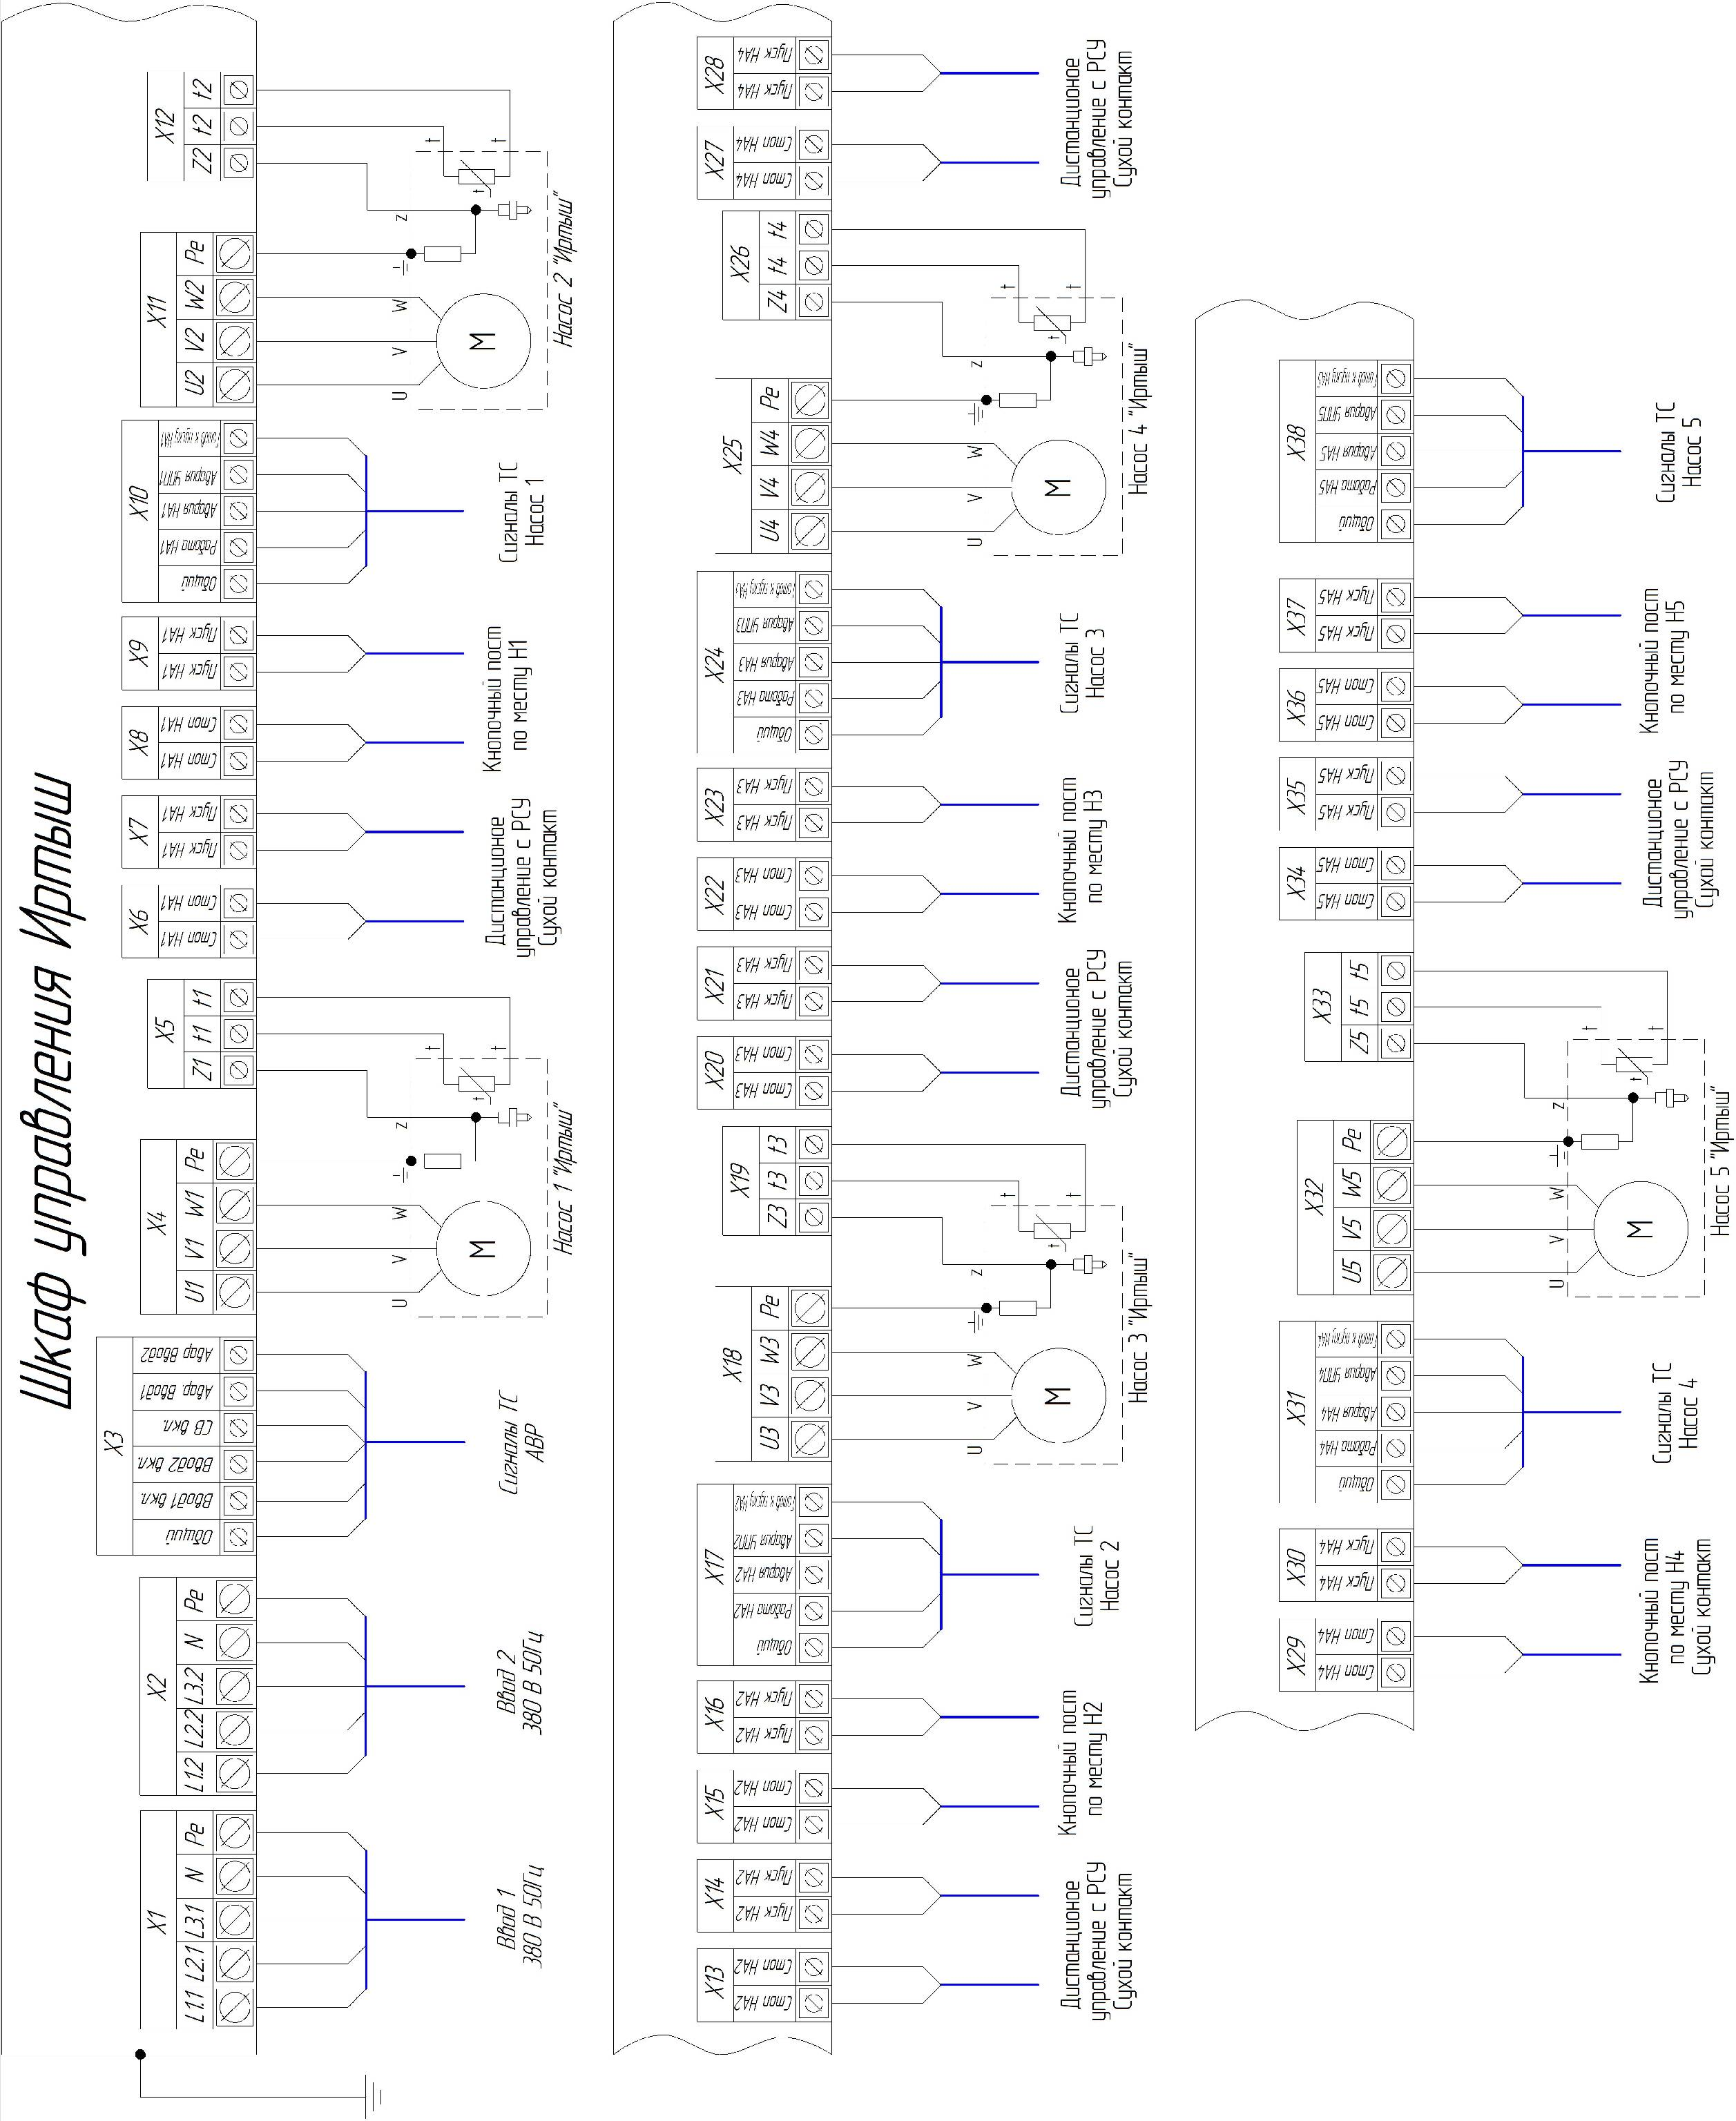 Шкаф управления Иртыш
X1
L1.1 L2.1 L3.1 N Pe
Ввод 1
380 В 50Гц
X2
L1.2 L2.2 L3.2 N Pe
Ввод 2
380 В 50Гц
X3
Общий
Ввод1 вкл.
Ввод2 вкл.
СВ вкл.
Авар. Ввод1
Авар Ввод2
Сигналы ТС
АВР
X4
U1 V1 W1 Pe
U V W Z
M
Насос 1 "Иртыш"
X5
Z1 t1 t1
t t
t
X6
Стоп НА1
Стоп НА1
X7
Пуск НА1
Пуск НА1
Дистанционое
управление с РСУ
Сухой контакт
X8
Стоп НА1
Стоп НА1
X9
Пуск НА1
Пуск НА1
Кнопочный пост
по месту Н1
X10
Общий
Работа НА1
Авария НА1
Авария УПП1
к пуску НА1
Сигналы ТС
Насос 1
X11
U2 V2 W2 Pe
U V W Z
M
Насос 2 "Иртыш"
X12
Z2 t2 t2
t t
t
X13
Стоп НА2
Стоп НА2
X14
Пуск НА2
Пуск НА2
Дистанционое
управление с РСУ
Сухой контакт
X15
Стоп НА2
Стоп НА2
X16
Пуск НА2
Пуск НА2
Кнопочный пост
по месту Н2
X17
Общий
Работа НА2
Авария НА2
Авария УПП2
к пуску НА2
Сигналы ТС
Насос 2
X18
U3 V3 W3 Pe
U V W Z
M
Насос 3 "Иртыш"
X19
Z3 t3 t3
t t
t
X20
Стоп НА3
Стоп НА3
X21
Пуск НА3
Пуск НА3
Дистанционое
управление с РСУ
Сухой контакт
X22
Стоп НА3
Стоп НА3
X23
Пуск НА3
Пуск НА3
Кнопочный пост
по месту Н3
X24
Общий
Работа НА3
Авария НА3
Авария УПП3
к пуску НА3
Сигналы ТС
Насос 3
X25
U4 V4 W4 Pe
U V W Z
M
Насос 4 "Иртыш"
X26
Z4 t4 t4
t t
t
X27
Стоп НА4
Стоп НА4
X28
Пуск НА4
Пуск НА4
Дистанционое
управление с РСУ
Сухой контакт
X29
Стоп НА4
Стоп НА4
X30
Пуск НА4
Пуск НА4
Кнопочный пост
по месту Н4
Сухой контакт
X31
Общий
Работа НА4
Авария НА4
Авария УПП4
к пуску НА4
Сигналы ТС
Насос 4
X32
U5 V5 W5 Pe
U V W Z
M
Насос 5 "Иртыш"
X33
Z5 t5 t5
t t
t
X34
Стоп НА5
Стоп НА5
X35
Пуск НА5
Пуск НА5
Дистанционое
управление с РСУ
Сухой контакт
X36
Стоп НА5
Стоп НА5
X37
Пуск НА5
Пуск НА5
Кнопочный пост
по месту Н5
X38
Общий
Работа НА5
Авария НА5
Авария УПП5
к пуску НА5
Сигналы ТС
Насос 5